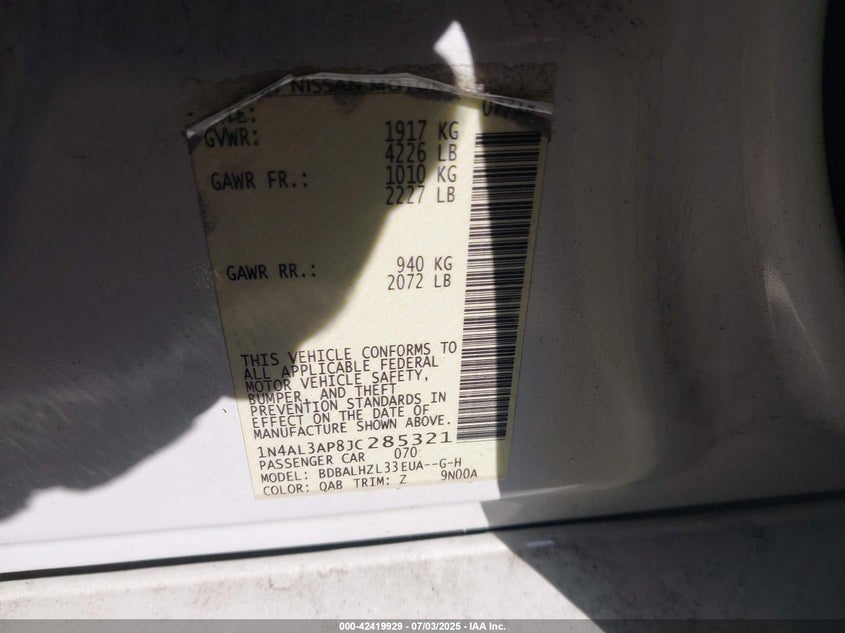 NISSAN MO
GVWR: 1917 KG
4226 LB
GAWR FR.: 1010 KG
2227 LB
GAWR RR.: 940 KG
2072 LB
THIS VEHICLE CONFORMS TO
ALL APPLICABLE FEDERAL
MOTOR VEHICLE SAFETY,
BUMPER, AND THEFT
PREVENTION STANDARDS IN
EFFECT ON THE DATE OF
MANUFACTURE SHOWN ABOVE.
1N4AL3AP8JC285321
PASSENGER CAR 070
MODEL: BDBALHZL33EUA--G-H
COLOR: QAB TRIM: Z 9N00A
000-42419929 - 07/03/2025 - IAA Inc.